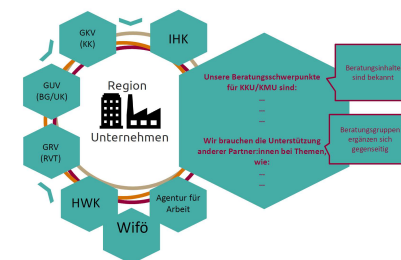 GKV
(KK)
IHK
GUV
(BG/UK)
Region
Unternehmen
GRV
(RVT)
HWK
Wifö
Agentur für
Arbeit
Unsere Beratungsschwerpunkte
für KKU/KMU sind:
...
...
...
Wir brauchen die Unterstützung
anderer Partner:innen bei Themen,
wie:
...
...
Beratungsinhalte
sind bekannt
Beratungsgruppen
ergänzen sich
gegenseitig